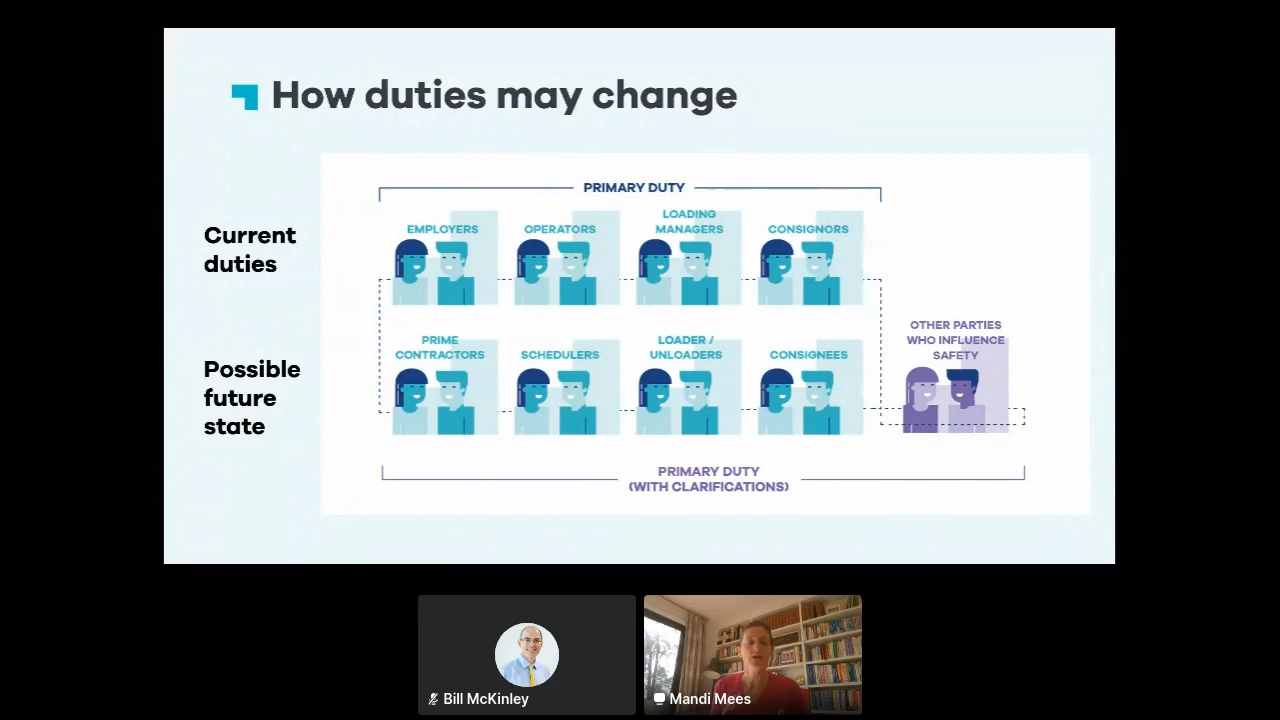 How duties may change
Current
duties
Possible
future
state
PRIMARY DUTY
EMPLOYERS
OPERATORS
LOADING
MANAGERS
CONSIGNORS
PRIME
CONTRACTORS
SCHEDULERS
LOADER /
UNLOADERS
CONSIGNEES
OTHER PARTIES
WHO INFLUENCE
SAFETY
PRIMARY DUTY
(WITH CLARIFICATIONS)
Bill McKinley
Mandi Mees